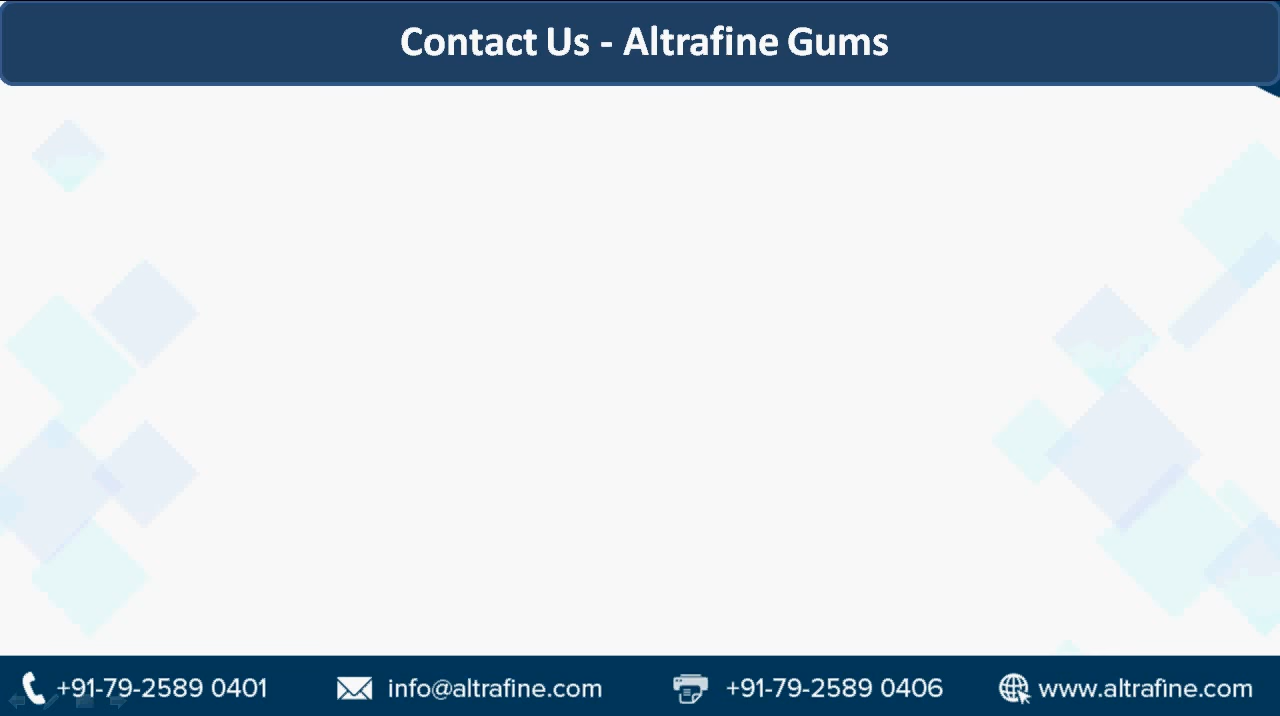 Contact Us - Altrafine Gums
+91-79-2589 0401 info@altrafine.com +91-79-2589 0406 www.altrafine.com